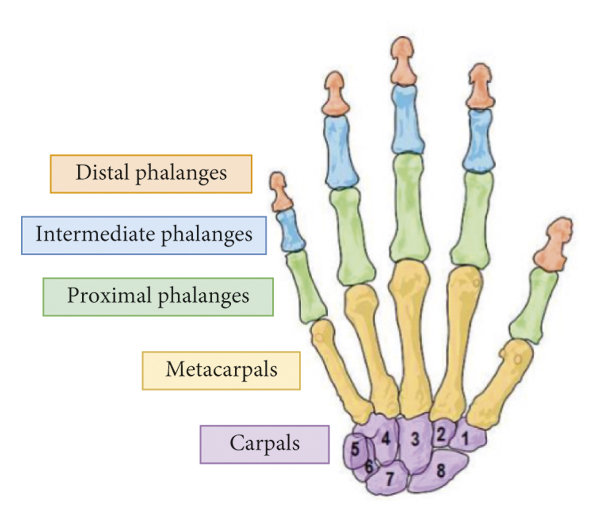 Distal phalanges
Intermediate phalanges
Proximal phalanges
Metacarpals
Carpals
5 4 3 2 1
6 7 8